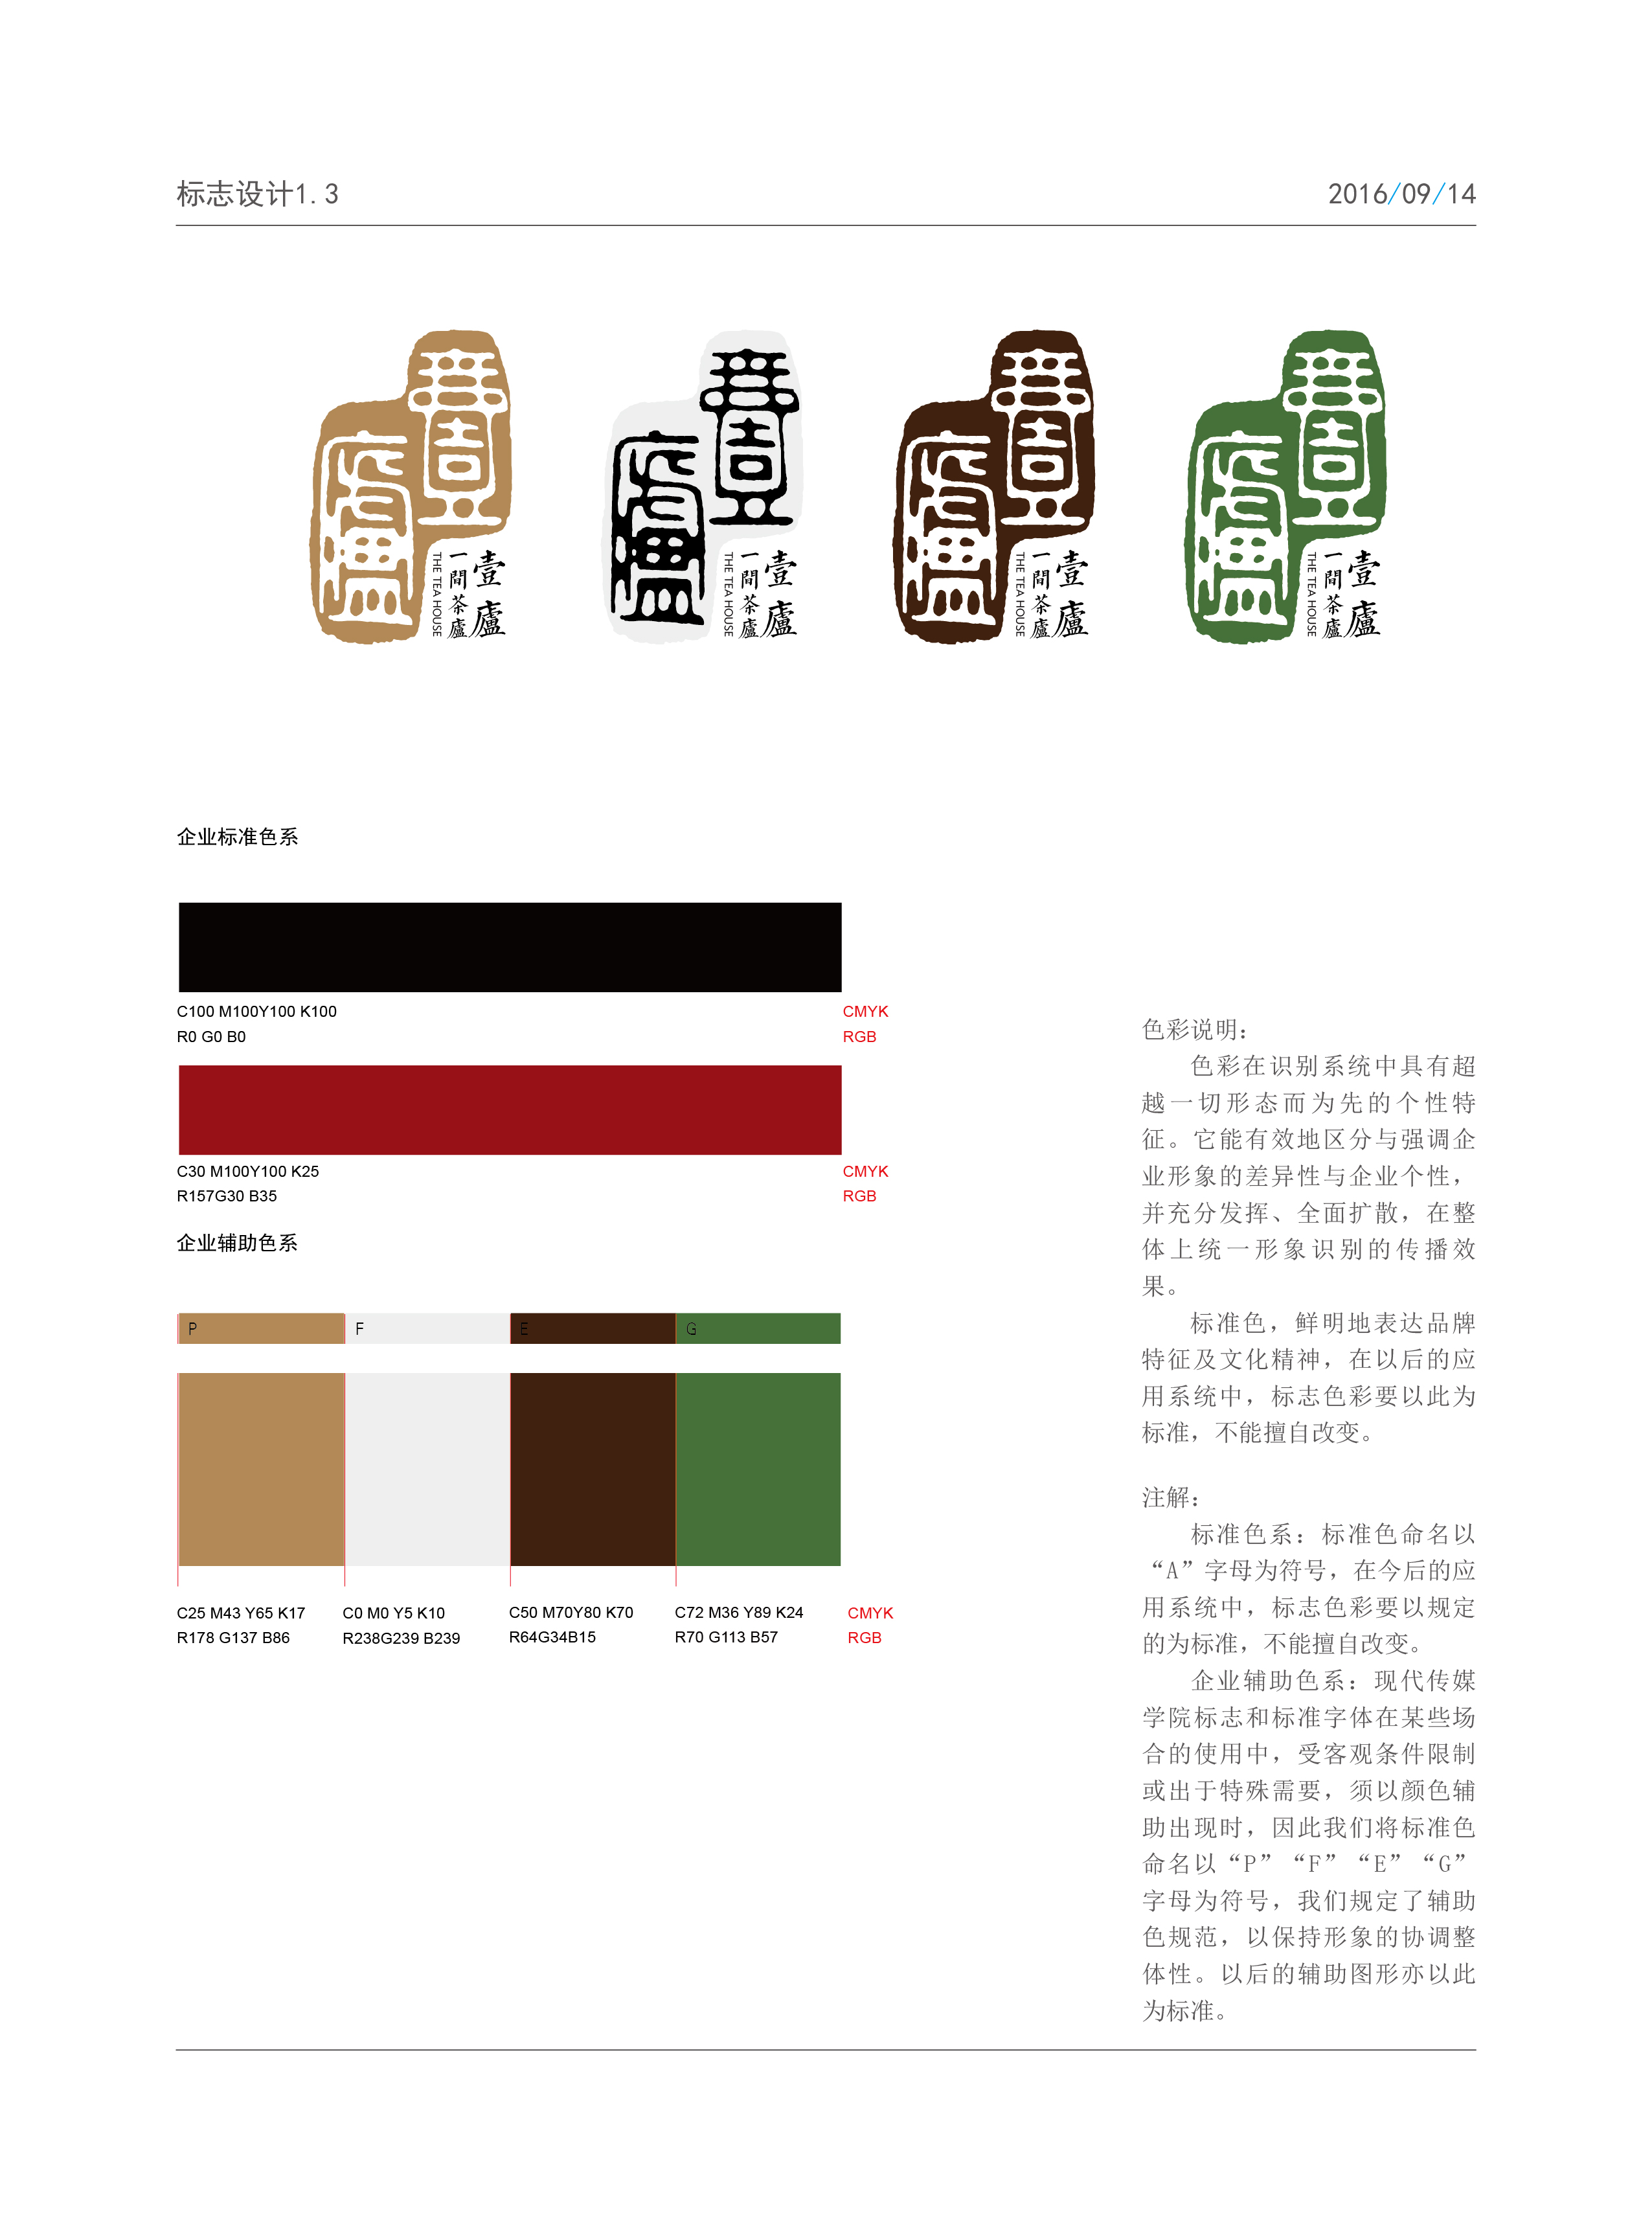 标志设计1.3
2016/09/14
壹廬
壹廬
一間茶廬
THE TEA HOUSE
壹廬
壹廬
一間茶廬
THE TEA HOUSE
壹廬
壹廬
一間茶廬
THE TEA HOUSE
壹廬
壹廬
一間茶廬
THE TEA HOUSE
企业标准色系
C100 M100Y100 K100
CMYK
R0 G0 B0
RGB
C30 M100Y100 K25
CMYK
R157G30 B35
RGB
企业辅助色系
P
F
E
G
C25 M43 Y65 K17
C0 M0 Y5 K10
C50 M70Y80 K70
C72 M36 Y89 K24
CMYK
R178 G137 B86
R238G239 B239
R64G34B15
R70 G113 B57
RGB
色彩说明：
色彩在识别系统中具有超
越一切形态而为先的个性特
征。它能有效地区分与强调企
业形象的差异性与企业个性，
并充分发挥、全面扩散，在整
体上统一形象识别的传播效
果。
标准色，鲜明地表达品牌
特征及文化精神，在以后的应
用系统中，标志色彩要以此为
标准，不能擅自改变。
注解：
标准色系：标准色命名以
“A”字母为符号，在今后的应
用系统中，标志色彩要以规定
的为标准，不能擅自改变。
企业辅助色系：现代传媒
学院标志和标准字体在某些场
合的使用中，受客观条件限制
或出于特殊需要，须以颜色辅
助出现时，因此我们将标准色
命名以“P”“F”“E”“G”
字母为符号，我们规定了辅助
色规范，以保持形象的协调整
体性。以后的辅助图形亦以此
为标准。